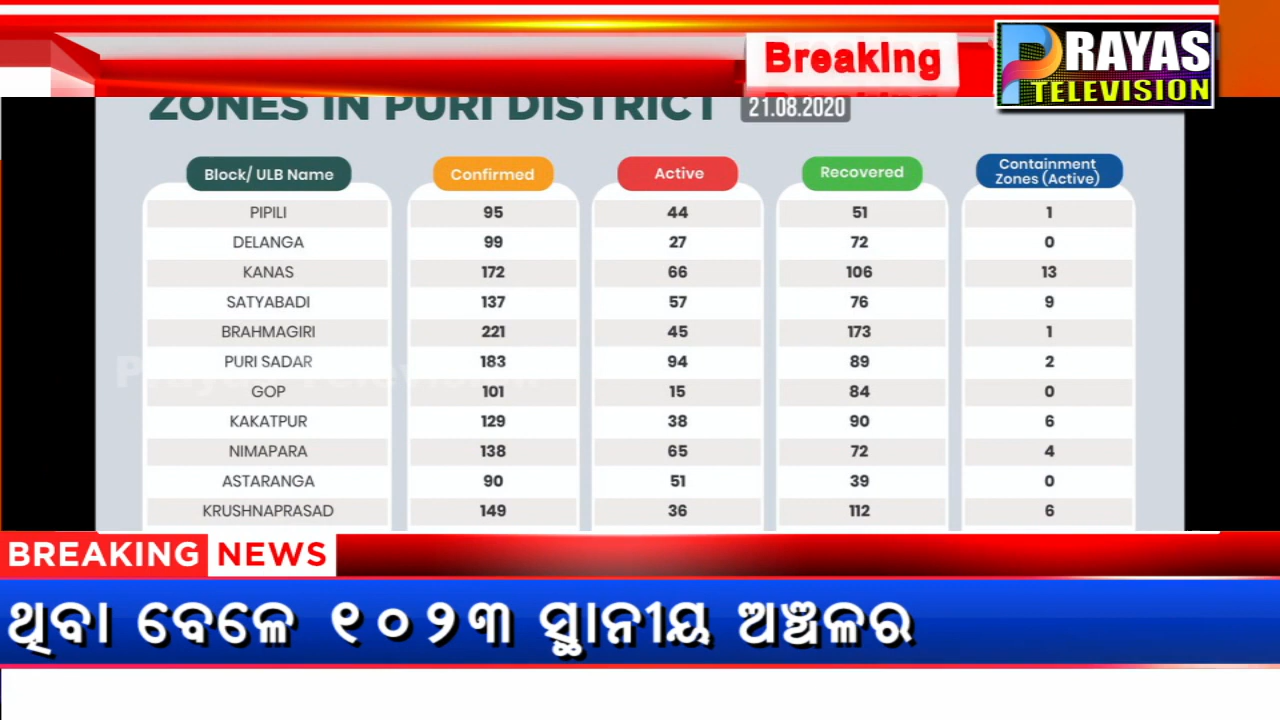 Breaking
PRAYAS
TELEVISION
ZONES IN PURI DISTRICT 21.08.2020
Block/ ULB Name Confirmed Active Recovered Containment Zones (Active)
PIPILI 95 44 51 1
DELANGA 99 27 72 0
KANAS 172 66 106 13
SATYABADI 137 57 76 9
BRAHMAGIRI 221 45 173 1
PURI SADAR 183 94 89 2
GOP 101 15 84 0
KAKATPUR 129 38 90 6
NIMAPARA 138 65 72 4
ASTARANGA 90 51 39 0
KRUSHNAPRASAD 149 36 112 6
Prayas Television
BREAKING NEWS
ଥିବା ବେଳେ ୧୦୨୩ ସ୍ଥାନୀୟ ଅଞ୍ଚଳର